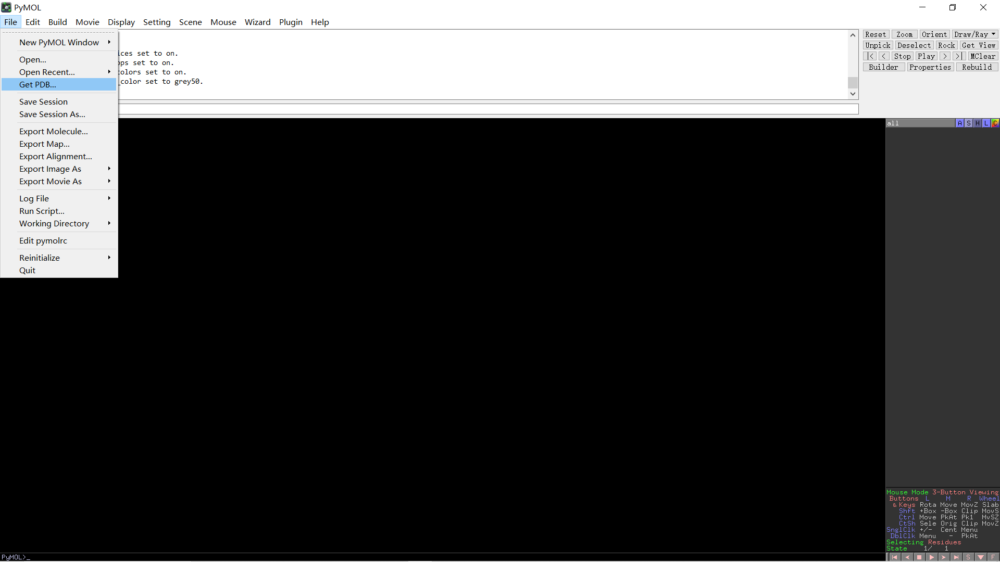 PyMOL
File Edit Build Movie Display Setting Scene Mouse Wizard Plugin Help
New PyMOL Window
Open...
Open Recent...
Get PDB...
Save Session
Save Session As...
Export Molecule...
Export Map...
Export Alignment...
Export Image As
Export Movie As
Log File
Run Script...
Working Directory
Edit pymolrc
Reinitialize
Quit
ices set to on.
ops set to on.
colors set to on.
_color set to grey50.
Reset Zoom Orient Draw/Ray
Unpick Deselect Rock Get View
|< < Stop Play > >| MClear
Builder Properties Rebuild
all A S H L C
Mouse Mode 3-Button Viewing
Buttons L M R Wheel
& Keys Rota Move MovZ Slab
Shft +Box -Box Clip MovS
Ctrl Move PkAt Pk1 MvSZ
CtSh Sele Orig Clip MovZ
SnglClk +/- Cent Menu
DblClk Menu - PkAt
Selecting Residues
State 1/ 1
S F
PyMOL>_